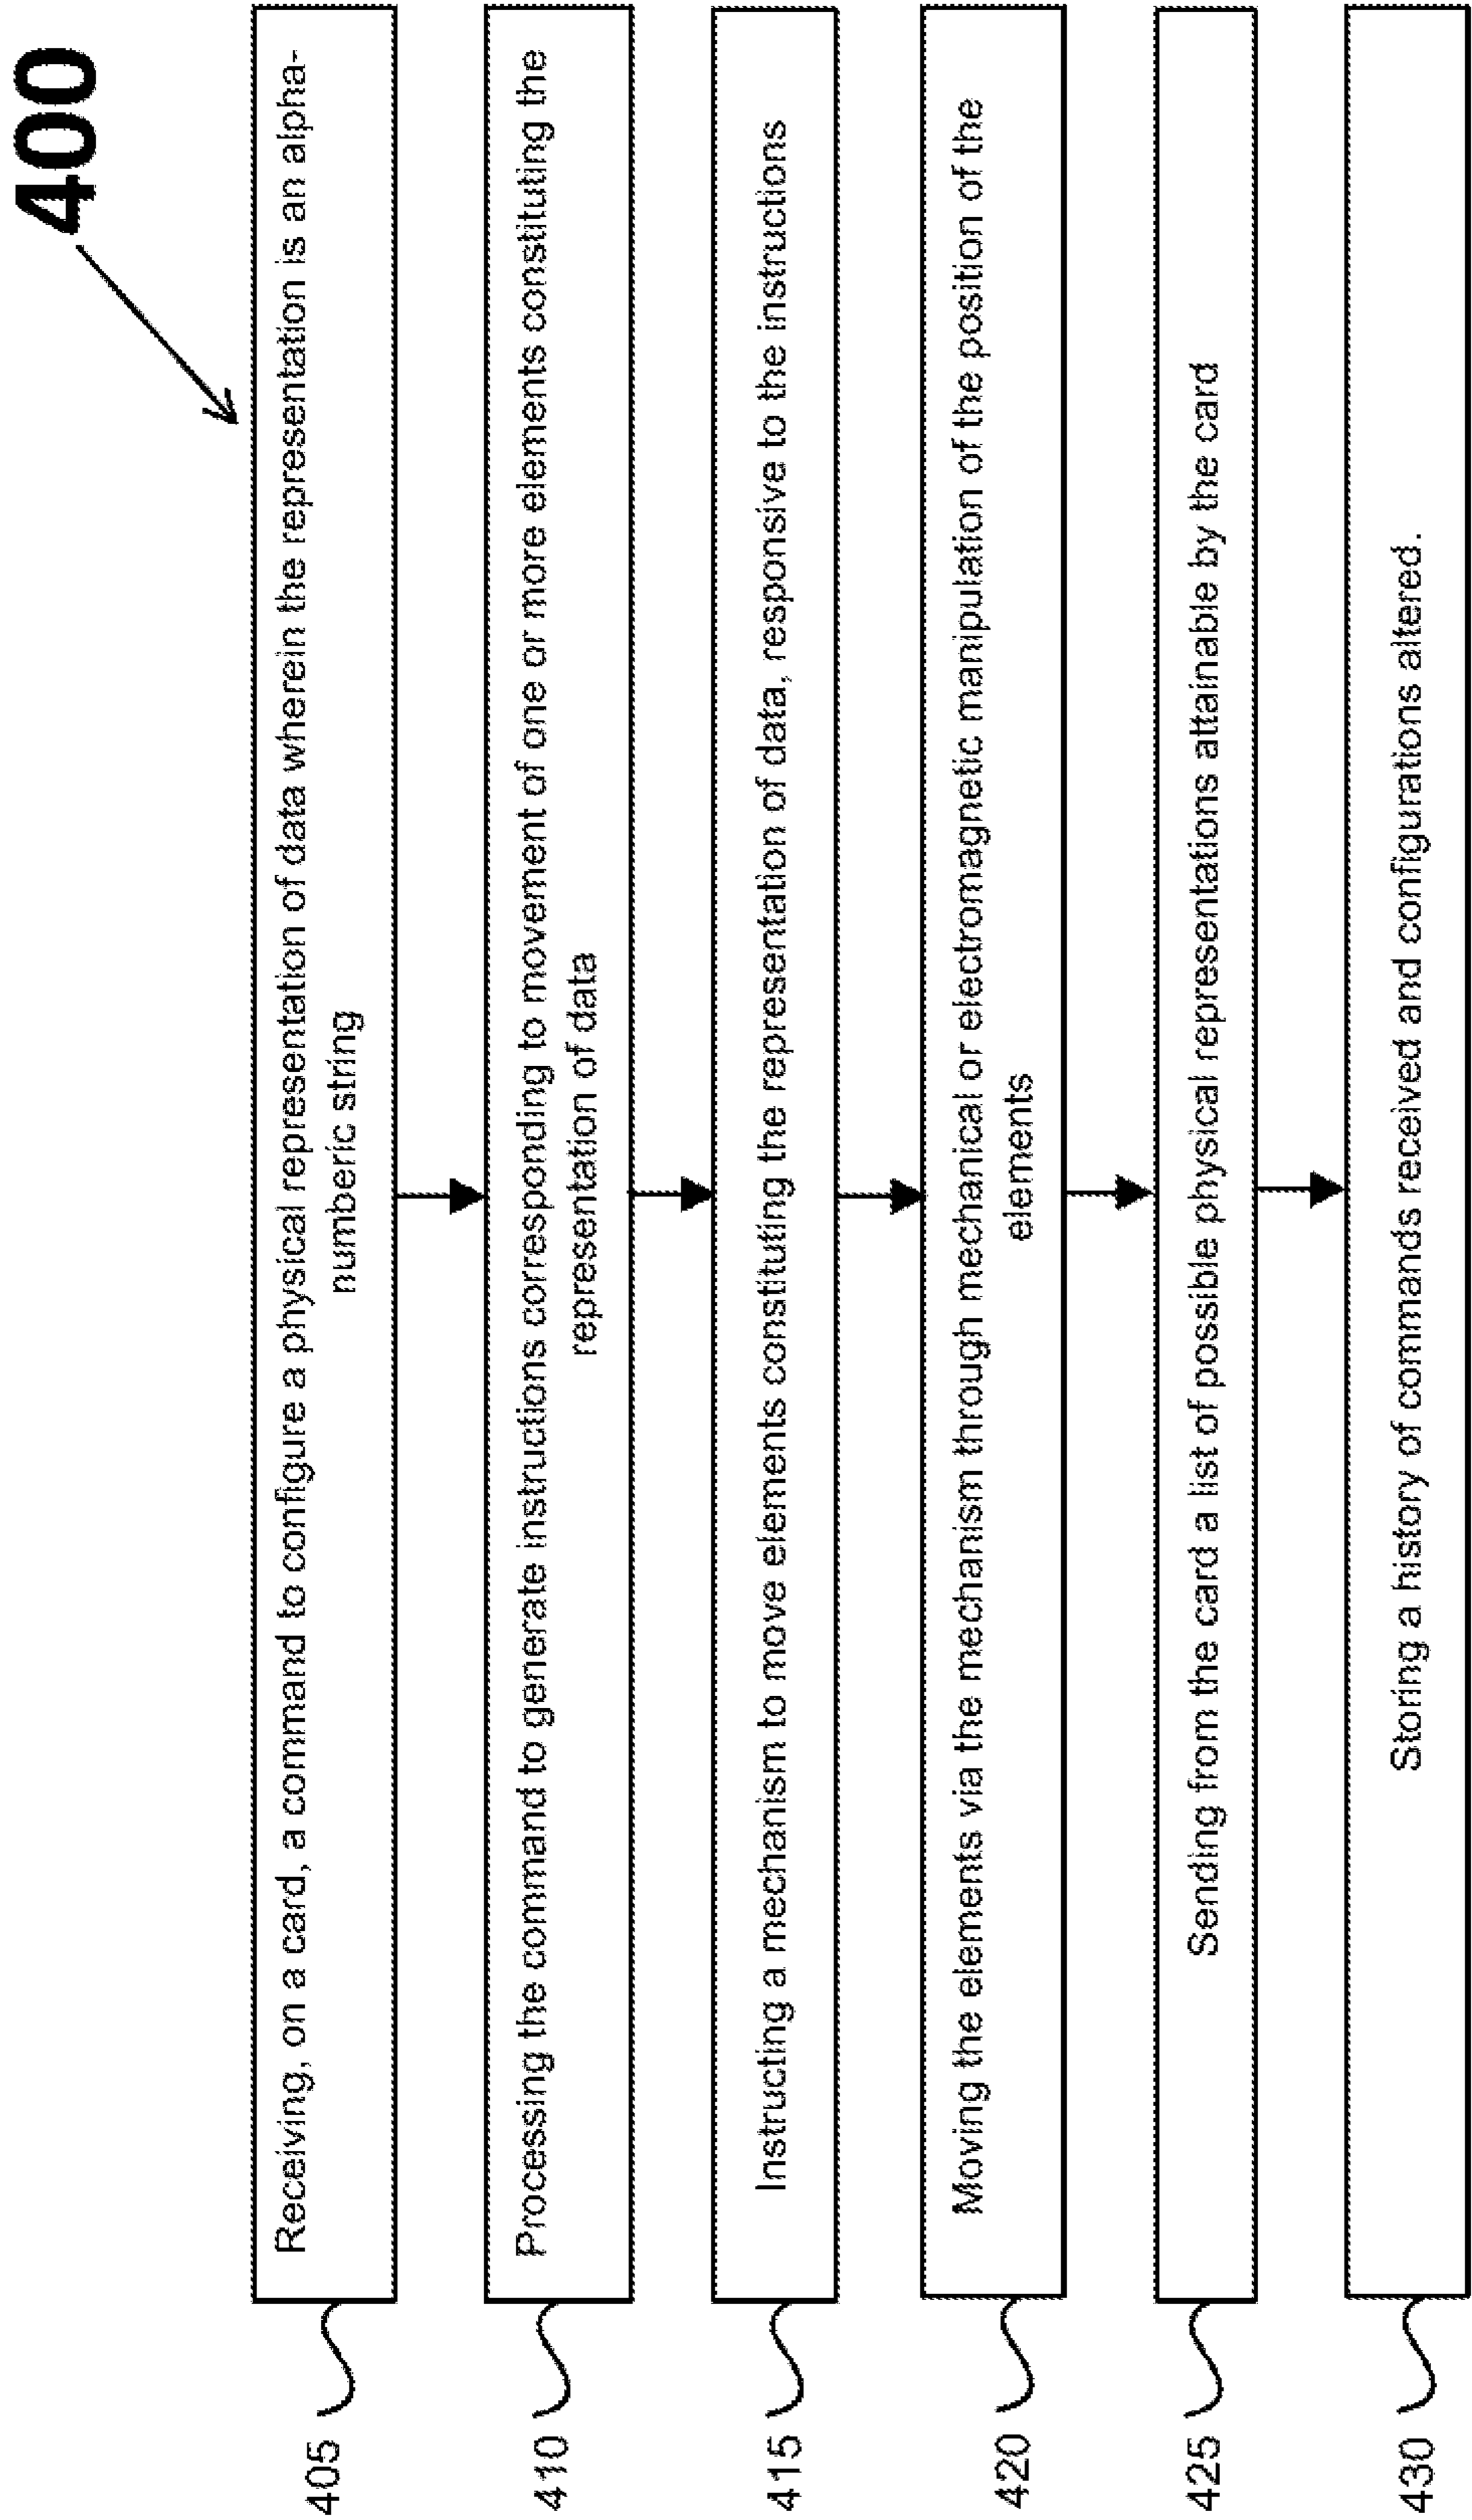 400
405
Receiving, on a card, a command to configure a physical representation of data wherein the representation is an alpha-
numberic string
410
Processing the command to generate instructions corresponding to movement of one or more elements constituting the
representation of data
415
Instructing a mechanism to move elements constituting the representation of data, responsive to the instructions
420
Moving the elements via the mechanism through mechanical or electromagnetic manipulation of the position of the
elements
425
Sending from the card a list of possible physical representations attainable by the card
430
Storing a history of commands received and configurations altered.